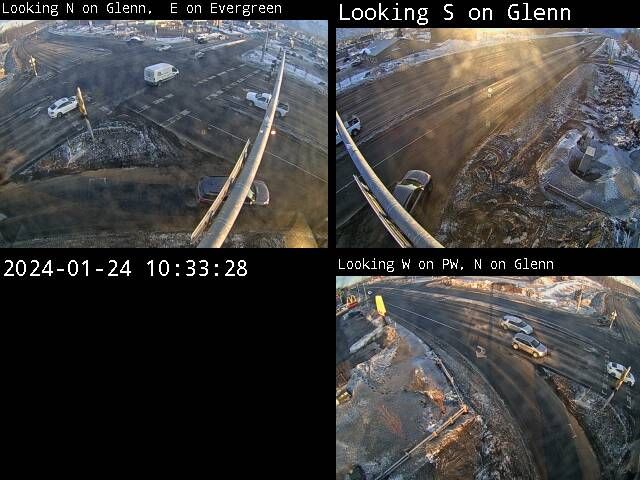 Looking N on Glenn,  E on Evergreen
Looking S on Glenn
2024-01-24 10:33:28
Looking W on PW, N on Glenn